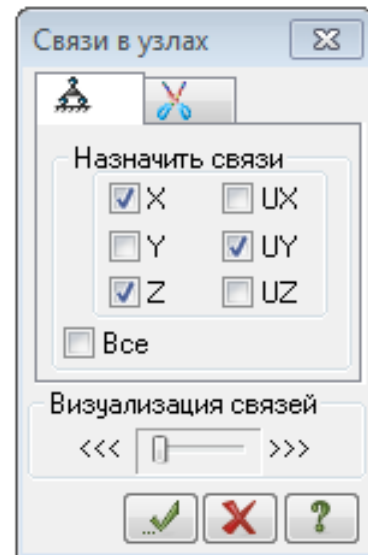 Связи в узлах
Назначить связи
X UX
Y UY
Z UZ
Все
Визуализация связей
<<< >>>
?